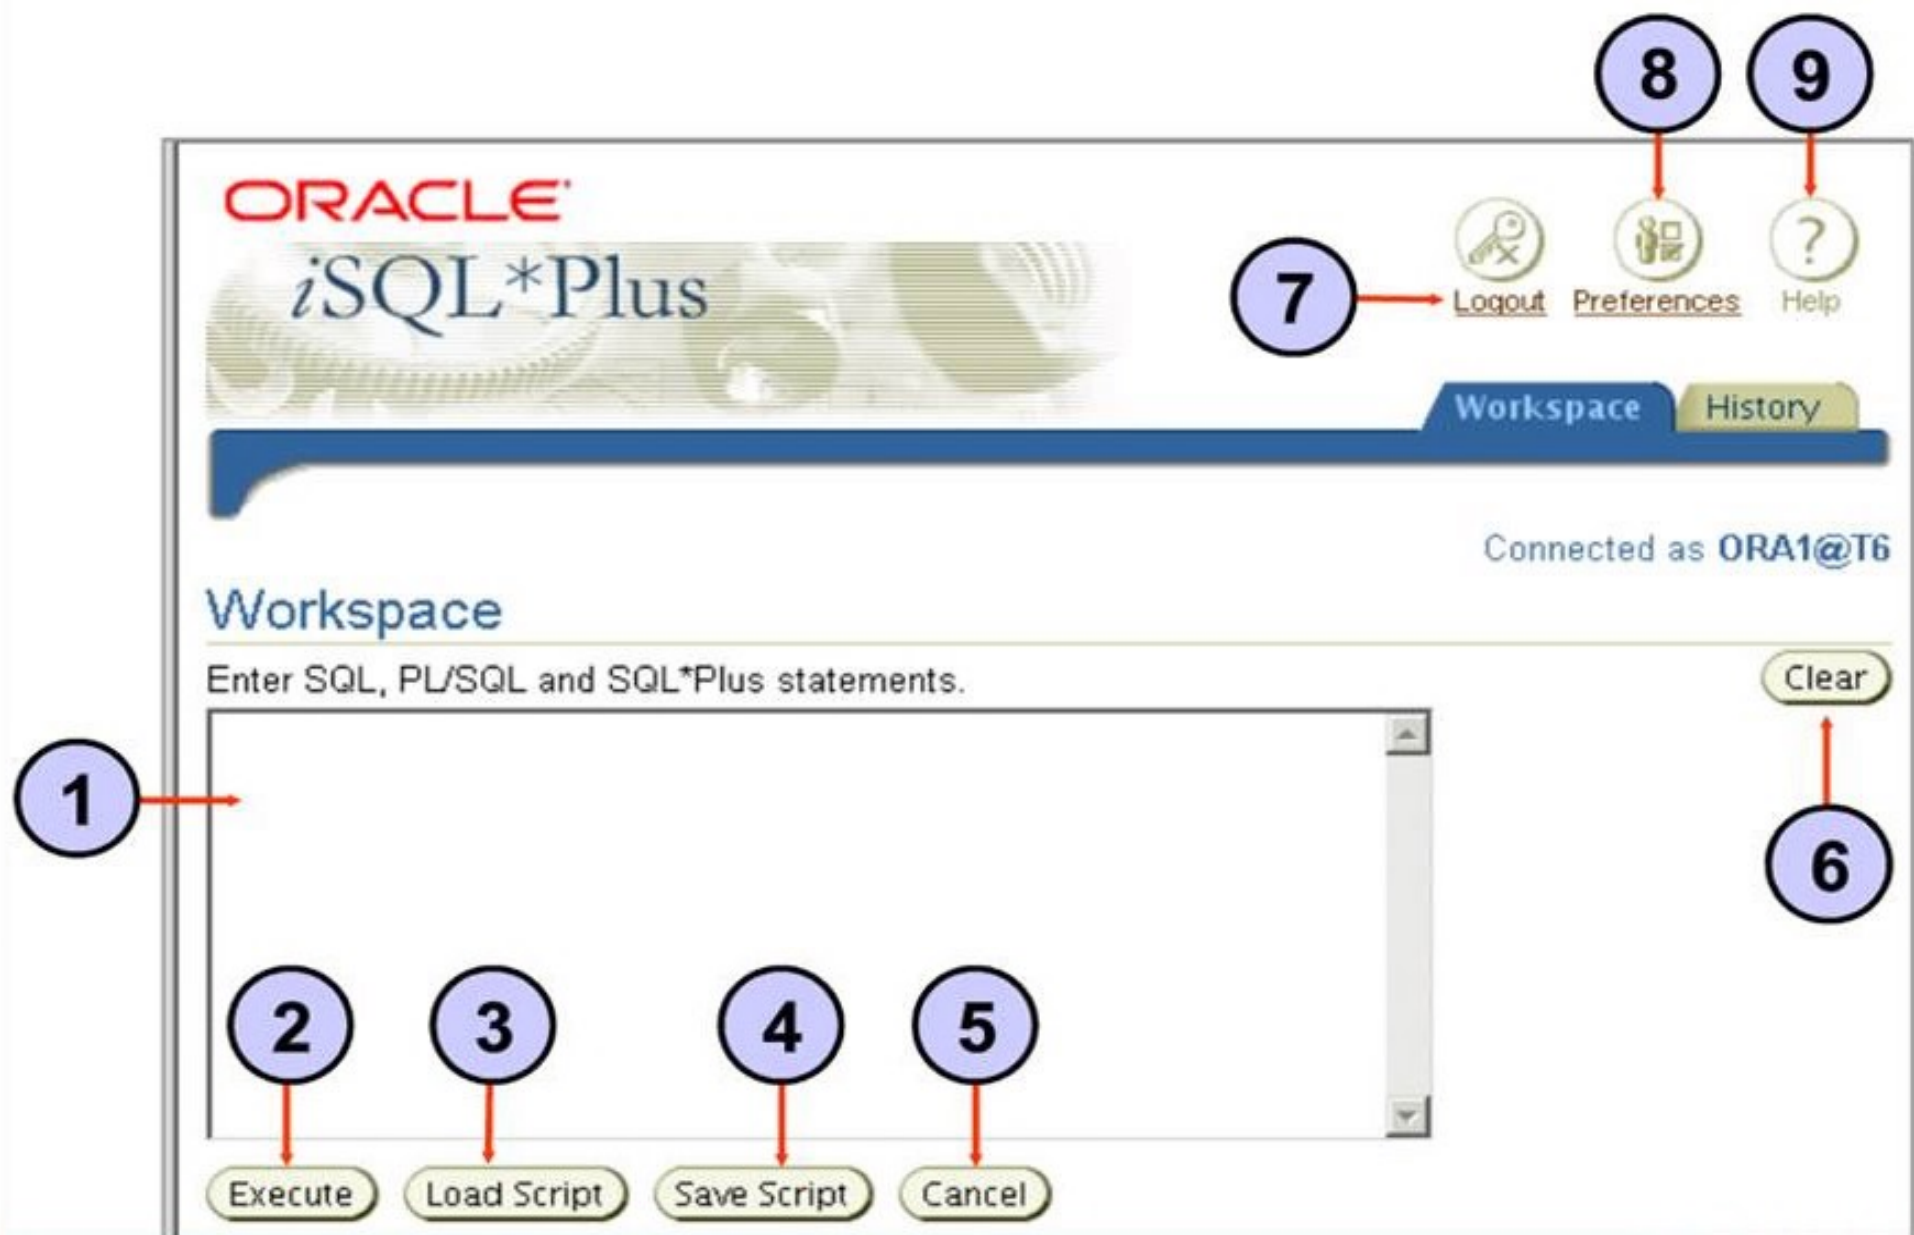 8 9
ORACLE
iSQL*Plus
7 Logout Preferences Help
Workspace History
Connected as ORA1@T6
Workspace
Enter SQL, PL/SQL and SQL*Plus statements.
Clear
1
6
2 3 4 5
Execute Load Script Save Script Cancel